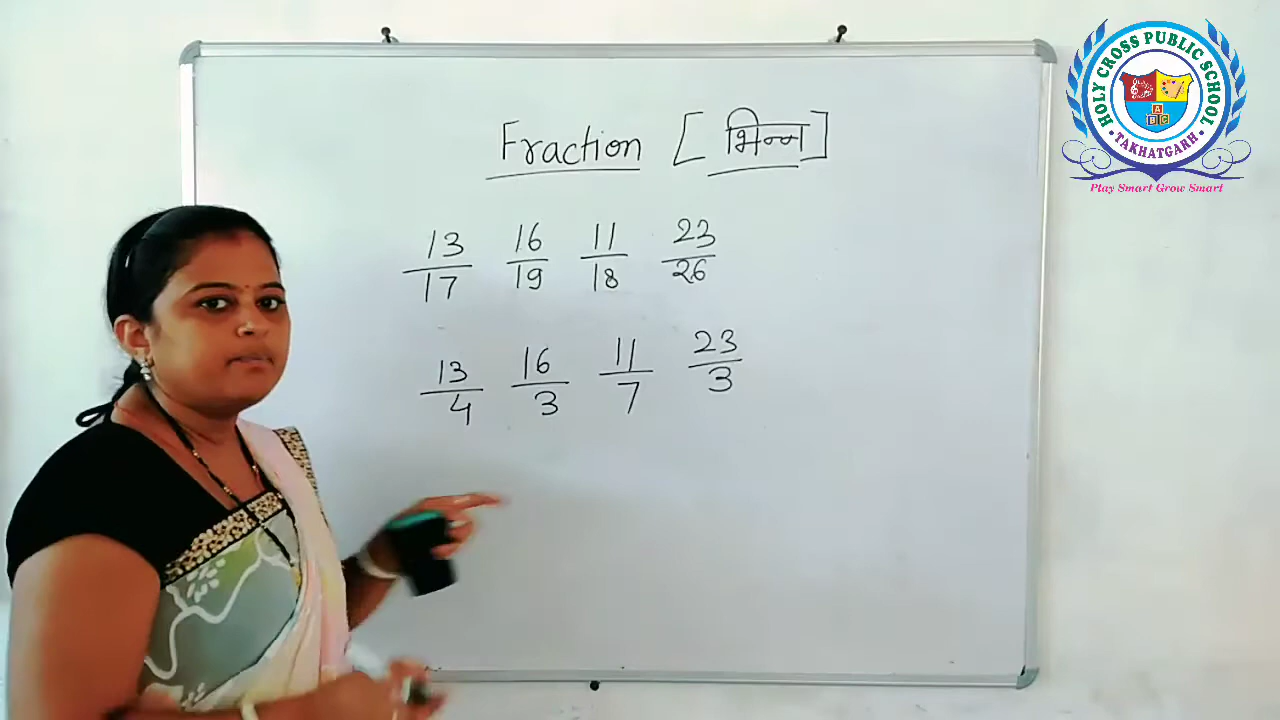 Fraction [भिन्न]
13/17 16/19 11/18 23/26
13/4 16/3 11/7 23/3
HOLY CROSS PUBLIC SCHOOL
A
B C
TAKHATGARH
Play Smart Grow Smart